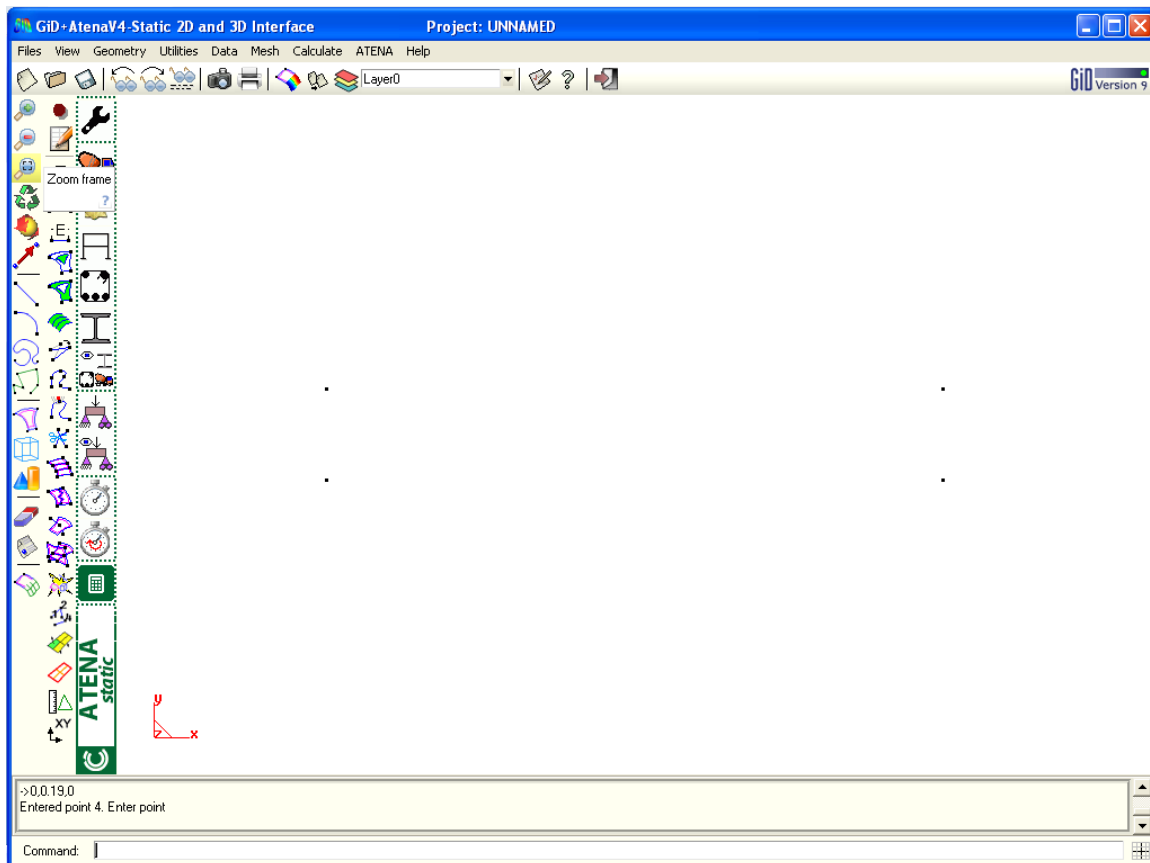 GiD+AtenaV4-Static 2D and 3D Interface Project: UNNAMED
Files View Geometry Utilities Data Mesh Calculate ATENA Help
Layer0
?
GiD Version 9
Zoom frame
?
E
2
XY
ATENA
static
y
z x
->0,0.19,0
Entered point 4. Enter point
Command: